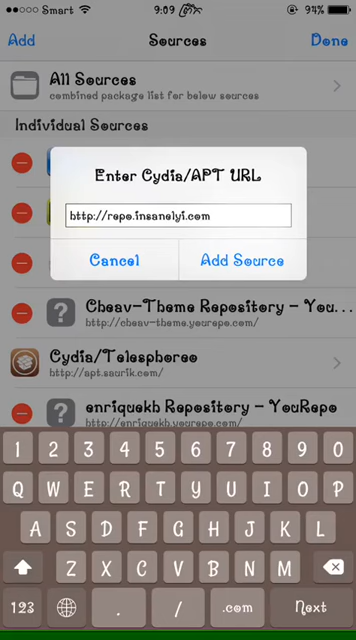 Smart 9:09 94%
Add Sources Done
All Sources
combined package list for below sources
Individual Sources
Enter Cydia/APT URL
http://repo.insanelyi.com
Cancel Add Source
Cheav-Theme Repository – You...
http://cheav-theme.yourepo.com/
Cydia/Telesphoreo
http://apt.saurik.com/
enriquekb Repository – YouRepo
http://enriquekb.yourepo.com/
1 2 3 4 5 6 7 8 9 0
Q W E R T Y U I O P
A S D F G H J K L
Z X C V B N M
123 . / .com Next